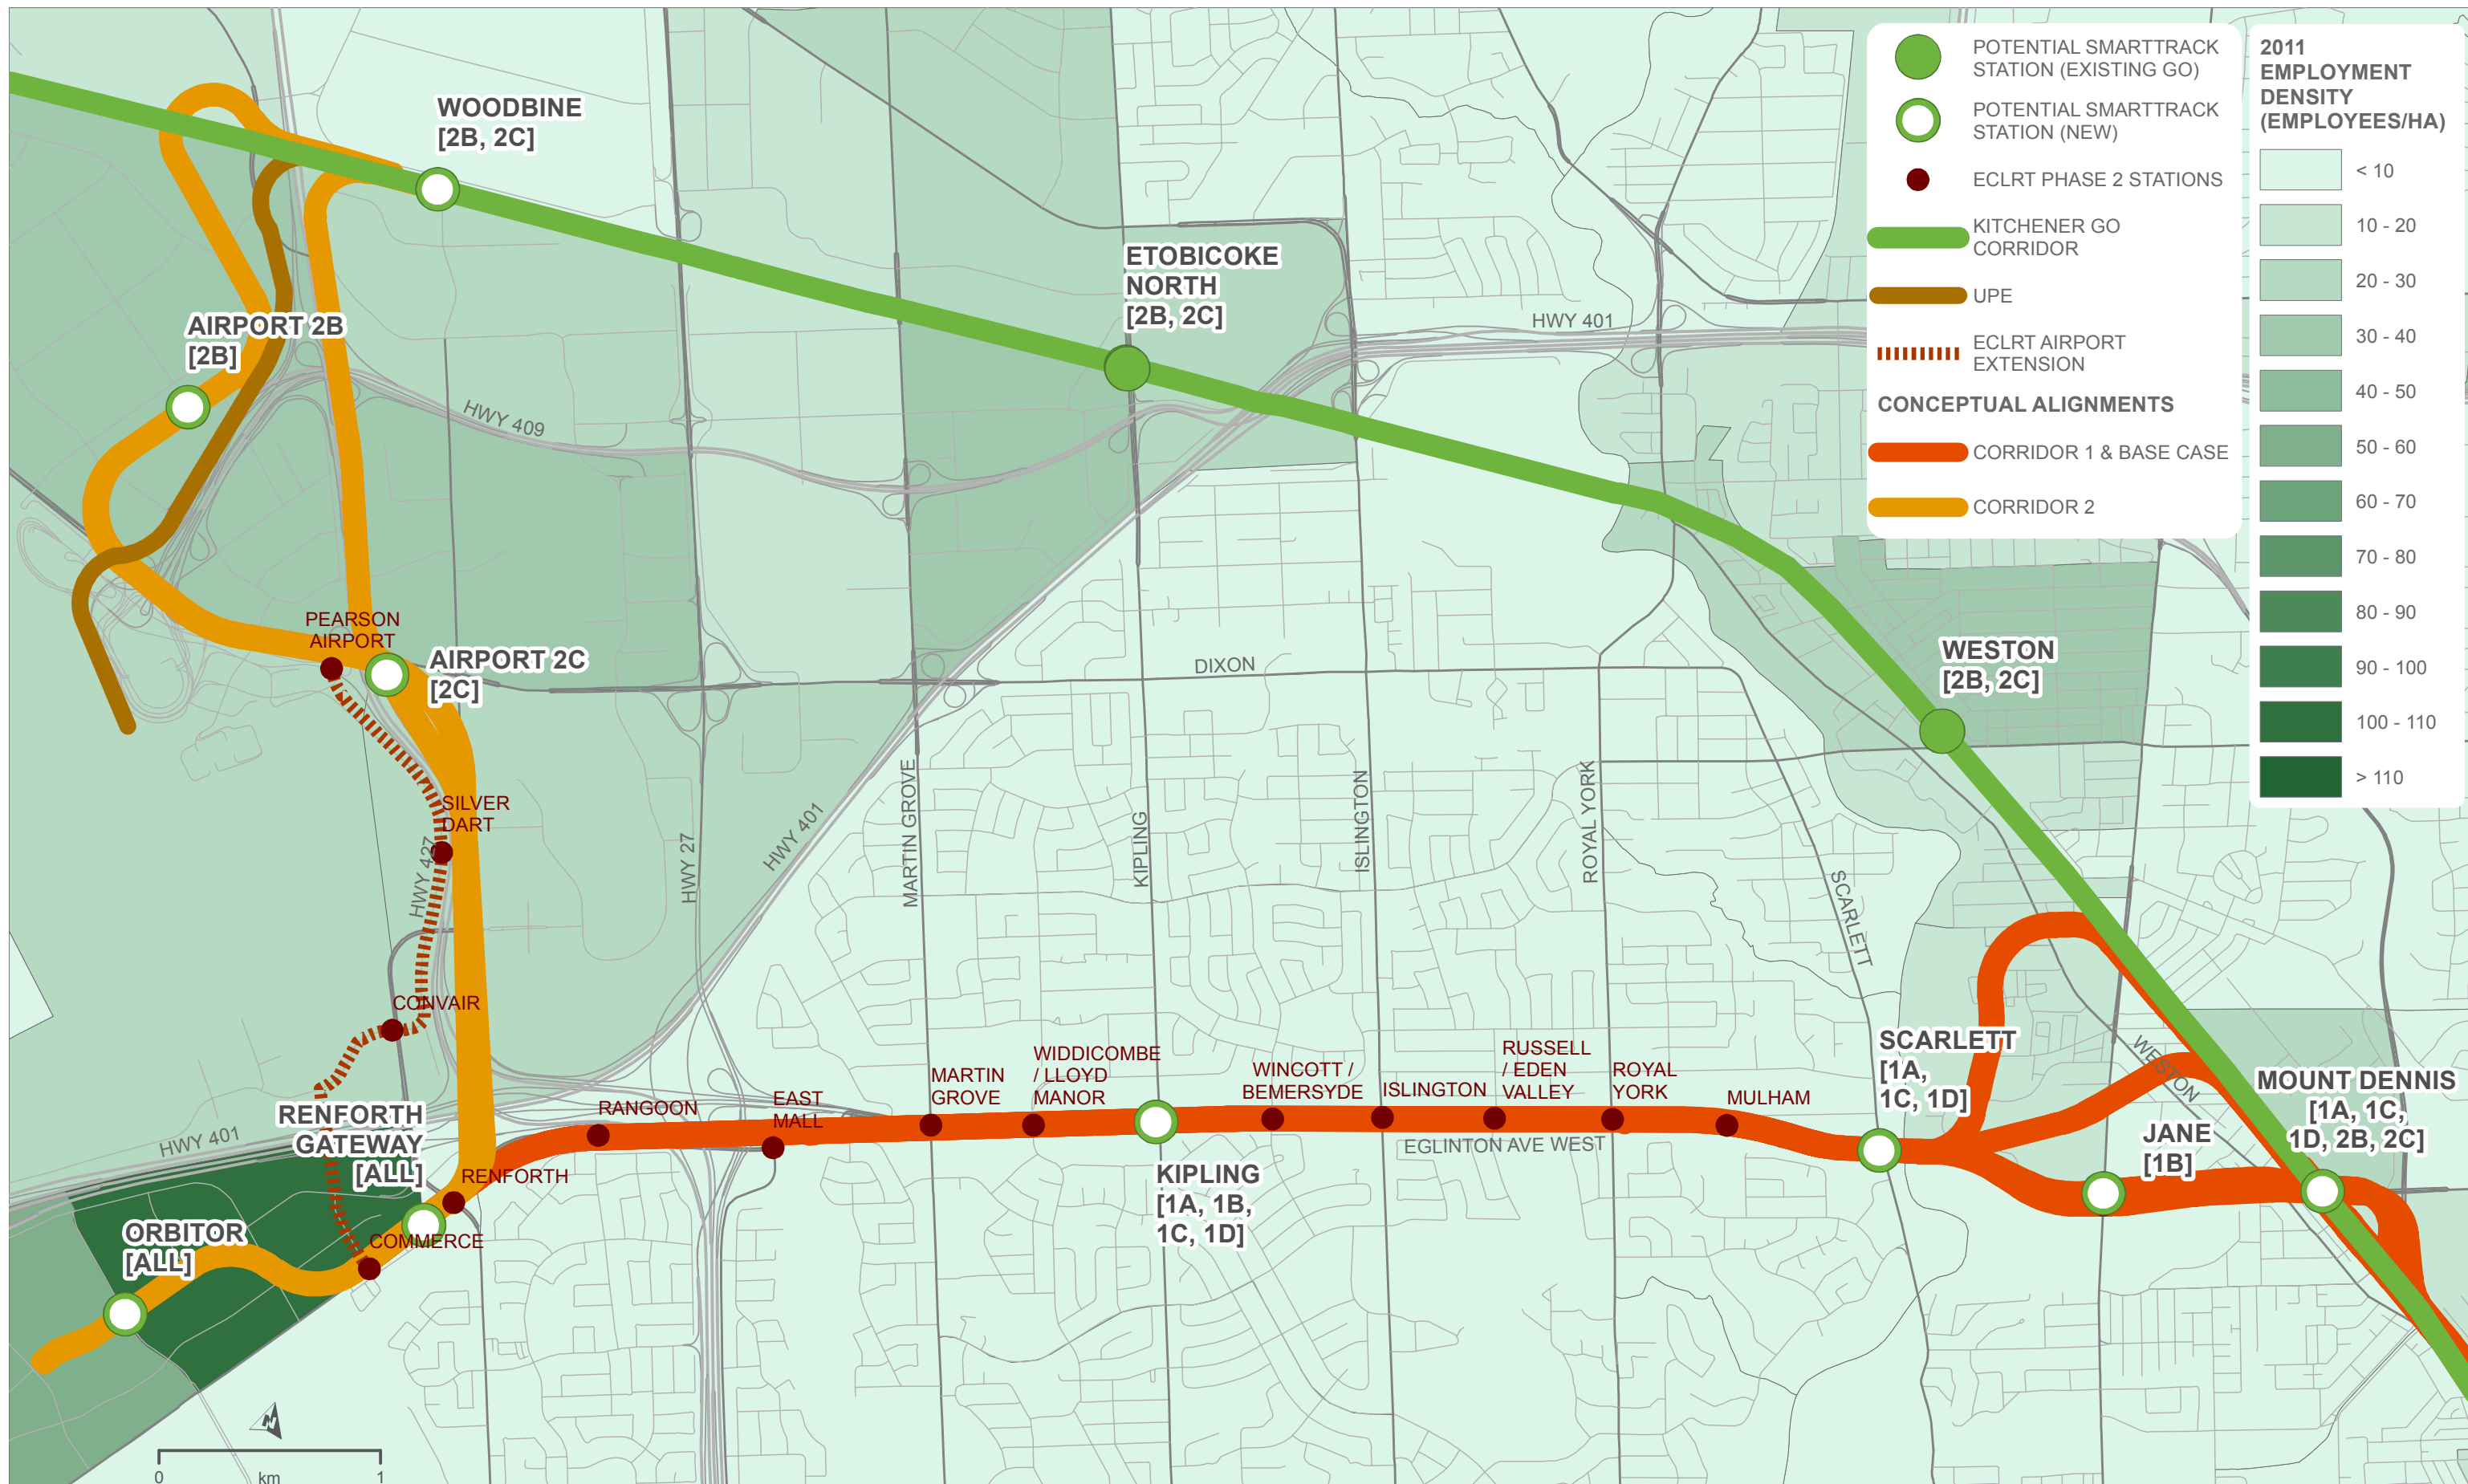 WOODBINE
[2B, 2C]
ETOBICOKE
NORTH
[2B, 2C]
AIRPORT 2B
[2B]
HWY 401
HWY 409
PEARSON
AIRPORT
AIRPORT 2C
[2C]
DIXON
WESTON
[2B, 2C]
SILVER
DART
HWY 427
HWY 27
HWY 401
MARTIN GROVE
KIPLING
ISLINGTON
ROYAL YORK
SCARLETT
CONVAIR
RENFORTH
GATEWAY
[ALL]
HWY 401
RENFORTH
COMMERCE
ORBITOR
[ALL]
RANGOON
EAST
MALL
MARTIN
GROVE
WIDDICOMBE
/ LLOYD
MANOR
KIPLING
[1A, 1B,
1C, 1D]
WINCOTT /
BEMERSYDE
ISLINGTON
RUSSELL
/ EDEN
VALLEY
ROYAL
YORK
EGLINTON AVE WEST
MULHAM
SCARLETT
[1A,
1C, 1D]
WESTON
JANE
[1B]
MOUNT DENNIS
[1A, 1C,
1D, 2B, 2C]
N
0
km
1
POTENTIAL SMARTTRACK
STATION (EXISTING GO)
POTENTIAL SMARTTRACK
STATION (NEW)
ECLRT PHASE 2 STATIONS
KITCHENER GO
CORRIDOR
UPE
ECLRT AIRPORT
EXTENSION
CONCEPTUAL ALIGNMENTS
CORRIDOR 1 & BASE CASE
CORRIDOR 2
2011
EMPLOYMENT
DENSITY
(EMPLOYEES/HA)
< 10
10 - 20
20 - 30
30 - 40
40 - 50
50 - 60
60 - 70
70 - 80
80 - 90
90 - 100
100 - 110
> 110